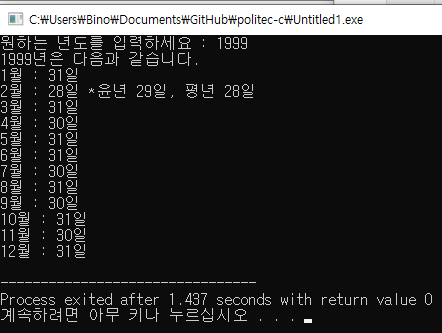 C:₩Users₩Bino₩Documents₩GitHub₩politec-c₩Untitled1.exe
원하는 년도를 입력하세요 : 1999
1999년은 다음과 같습니다.
1월 : 31일
2월 : 28일 *윤년 29일, 평년 28일
3월 : 31일
4월 : 30일
5월 : 31일
6월 : 31일
7월 : 30일
8월 : 31일
9월 : 30일
10월 : 31일
11월 : 30일
12월 : 31일
--------------------------------
Process exited after 1.437 seconds with return value 0
계속하려면 아무 키나 누르십시오 . . .